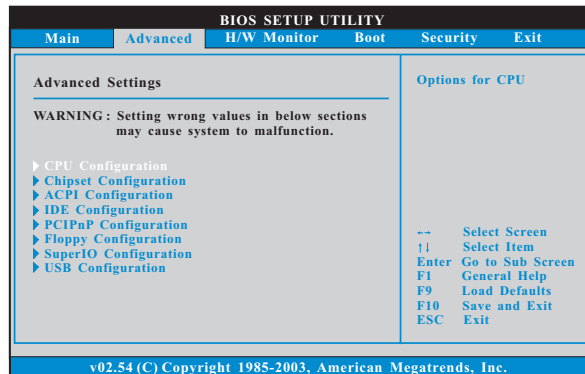 BIOS SETUP UTILITY
Main Advanced H/W Monitor Boot Security Exit
Advanced Settings
WARNING : Setting wrong values in below sections
may cause system to malfunction.
CPU Configuration
Chipset Configuration
ACPI Configuration
IDE Configuration
PCIPnP Configuration
Floppy Configuration
SuperIO Configuration
USB Configuration
Options for CPU
←→ Select Screen
↑↓ Select Item
Enter Go to Sub Screen
F1 General Help
F9 Load Defaults
F10 Save and Exit
ESC Exit
v02.54 (C) Copyright 1985-2003, American Megatrends, Inc.